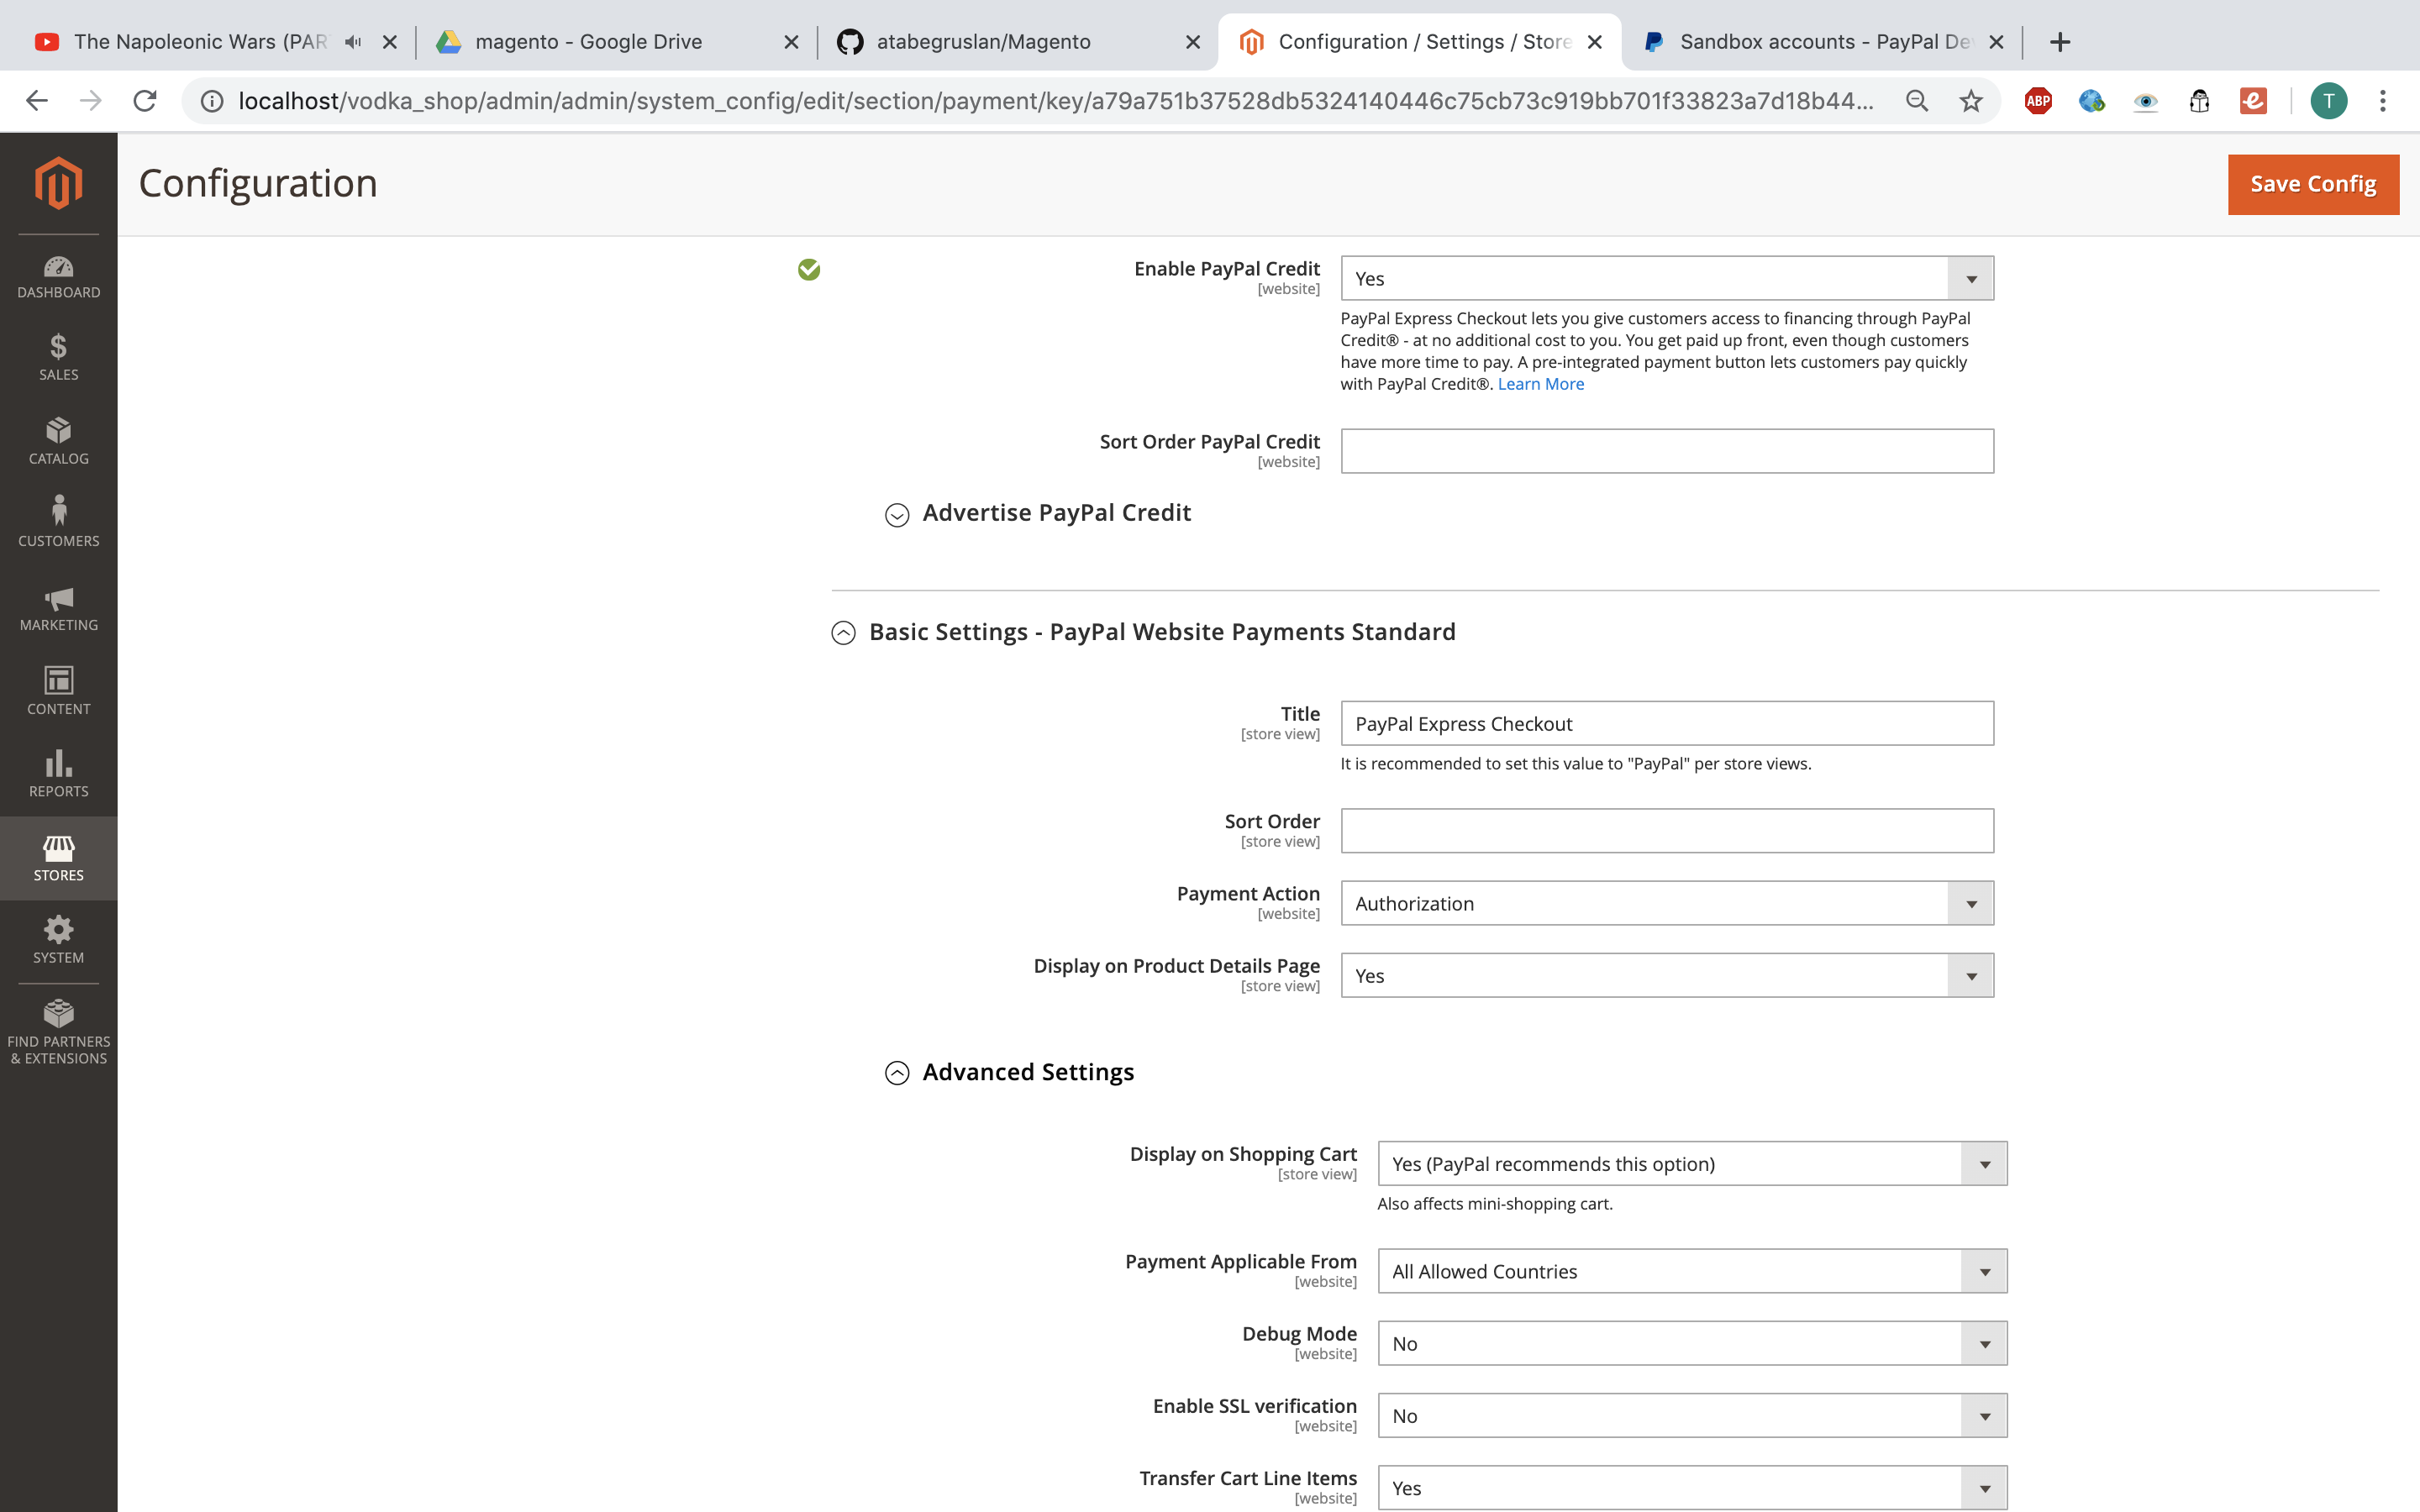 The Napoleonic Wars (PAR
magento - Google Drive
atabegruslan/Magento
Configuration / Settings / Store
Sandbox accounts - PayPal De
localhost/vodka_shop/admin/admin/system_config/edit/section/payment/key/a79a751b37528db5324140446c75cb73c919bb701f33823a7d18b44...
ABP
T
Configuration
Save Config
DASHBOARD
SALES
CATALOG
CUSTOMERS
MARKETING
CONTENT
REPORTS
STORES
SYSTEM
FIND PARTNERS
& EXTENSIONS
Enable PayPal Credit
[website]
Yes
PayPal Express Checkout lets you give customers access to financing through PayPal
Credit® - at no additional cost to you. You get paid up front, even though customers
have more time to pay. A pre-integrated payment button lets customers pay quickly
with PayPal Credit®. Learn More
Sort Order PayPal Credit
[website]
Advertise PayPal Credit
Basic Settings - PayPal Website Payments Standard
Title
[store view]
PayPal Express Checkout
It is recommended to set this value to "PayPal" per store views.
Sort Order
[store view]
Payment Action
[website]
Authorization
Display on Product Details Page
[store view]
Yes
Advanced Settings
Display on Shopping Cart
[store view]
Yes (PayPal recommends this option)
Also affects mini-shopping cart.
Payment Applicable From
[website]
All Allowed Countries
Debug Mode
[website]
No
Enable SSL verification
[website]
No
Transfer Cart Line Items
[website]
Yes